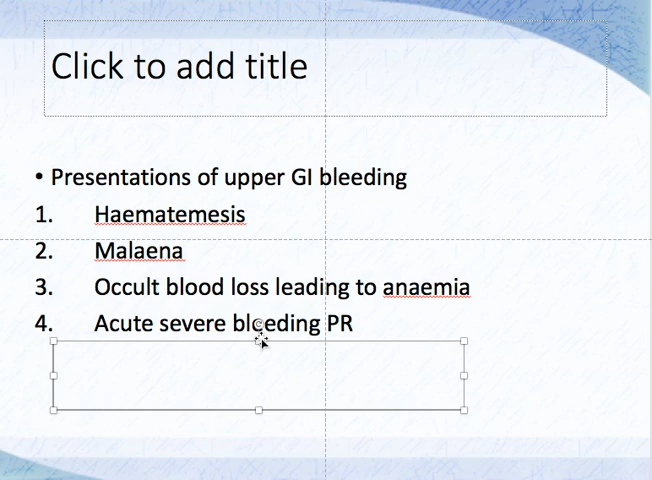 Click to add title
• Presentations of upper GI bleeding
1. Haematemesis
2. Malaena
3. Occult blood loss leading to anaemia
4. Acute severe bleeding PR